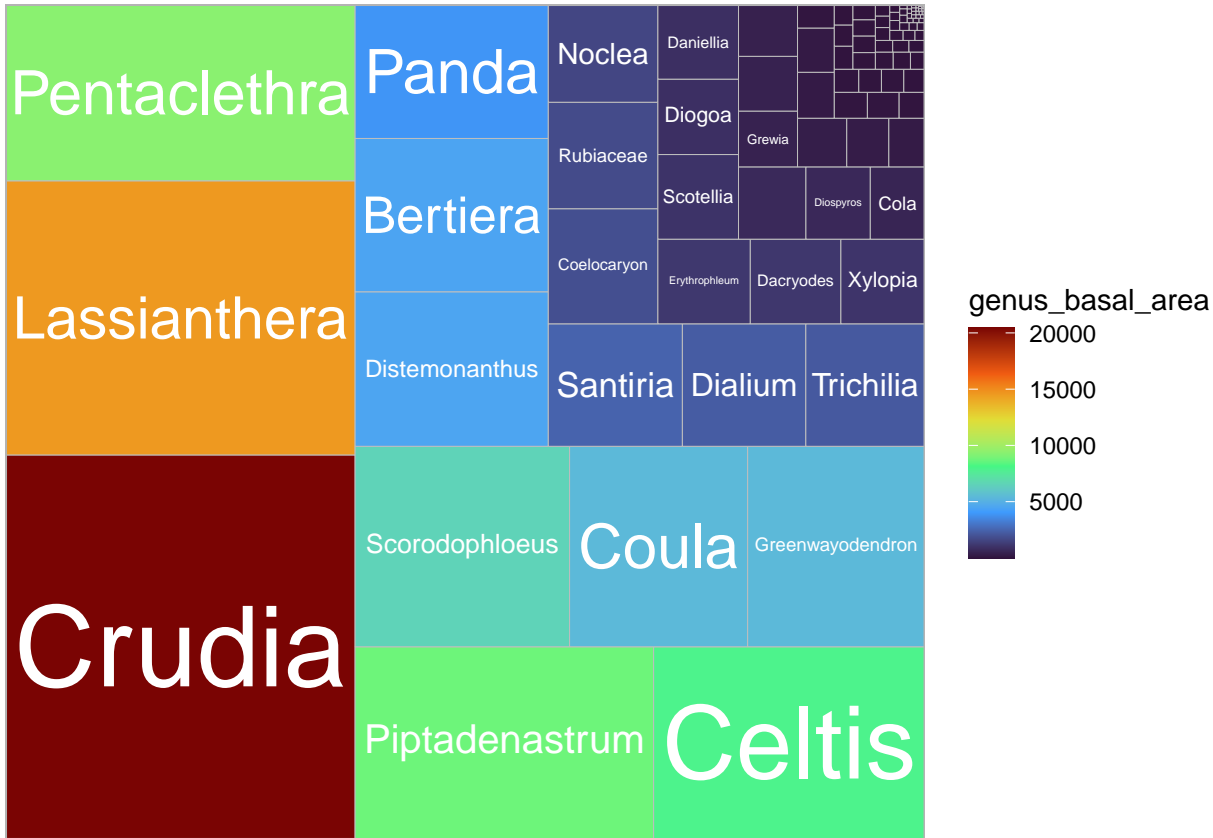 Pentaclethra
Panda
Noclea
Daniellia
Diogoa
Grewia
Rubiaceae
Lassianthera
Bertiera
Scotellia
Diospyros
Cola
Coelocaryon
Erythrophleum
Dacryodes
Xylopia
Distemonanthus
Santiria
Dialium
Trichilia
Crudia
Scorodophloeus
Coula
Greenwayodendron
Piptadenastrum
Celtis
genus_basal_area
20000
15000
10000
5000